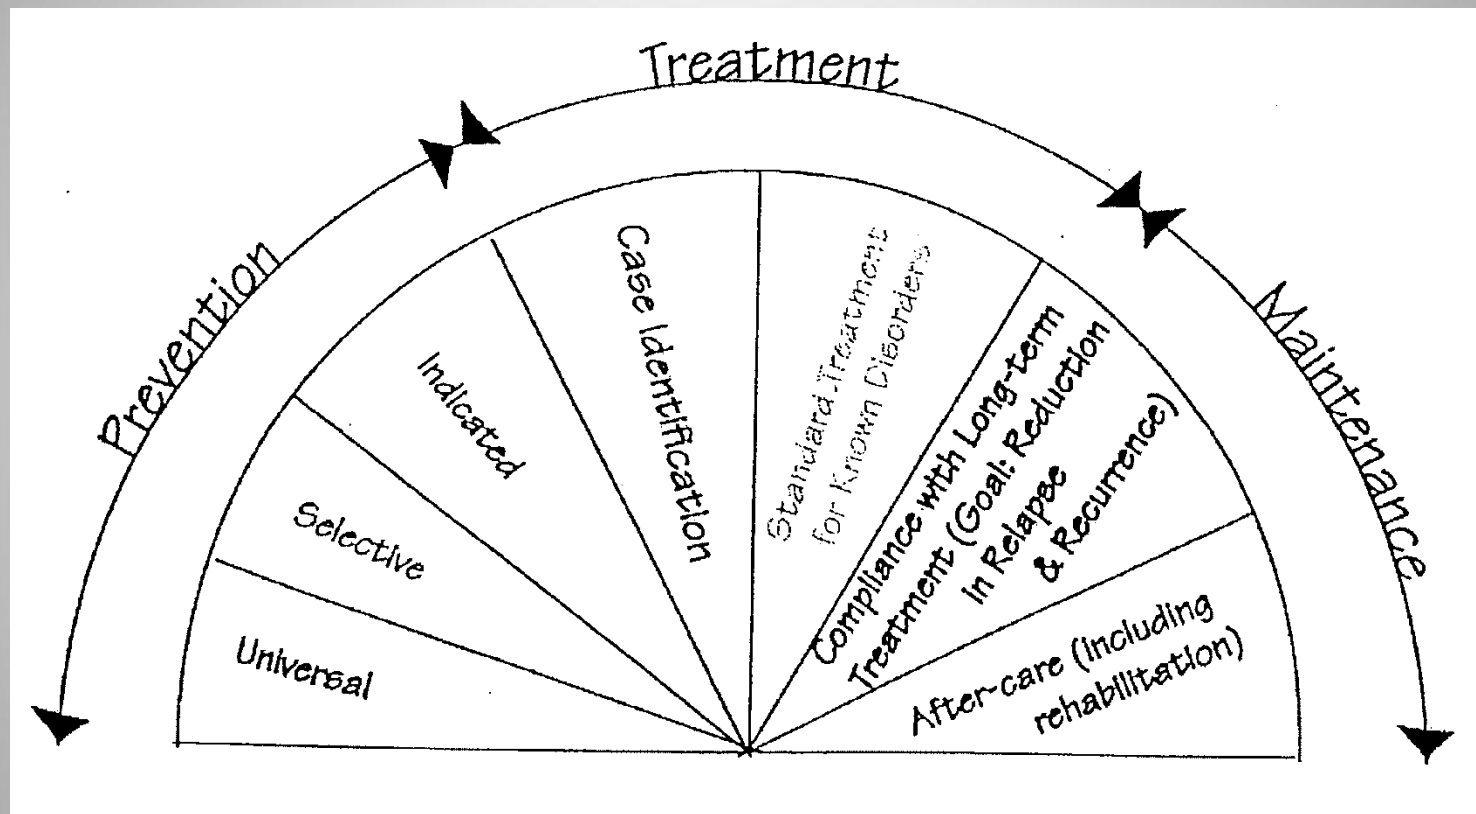 Treatment
Prevention
Maintenance
Universal
Selective
Indicated
Case Identification
Standard Treatment
for Known Disorders
Compliance with Long-term
Treatment (Goal: Reduction
in Relapse
& Recurrence)
After-care (including
rehabilitation)